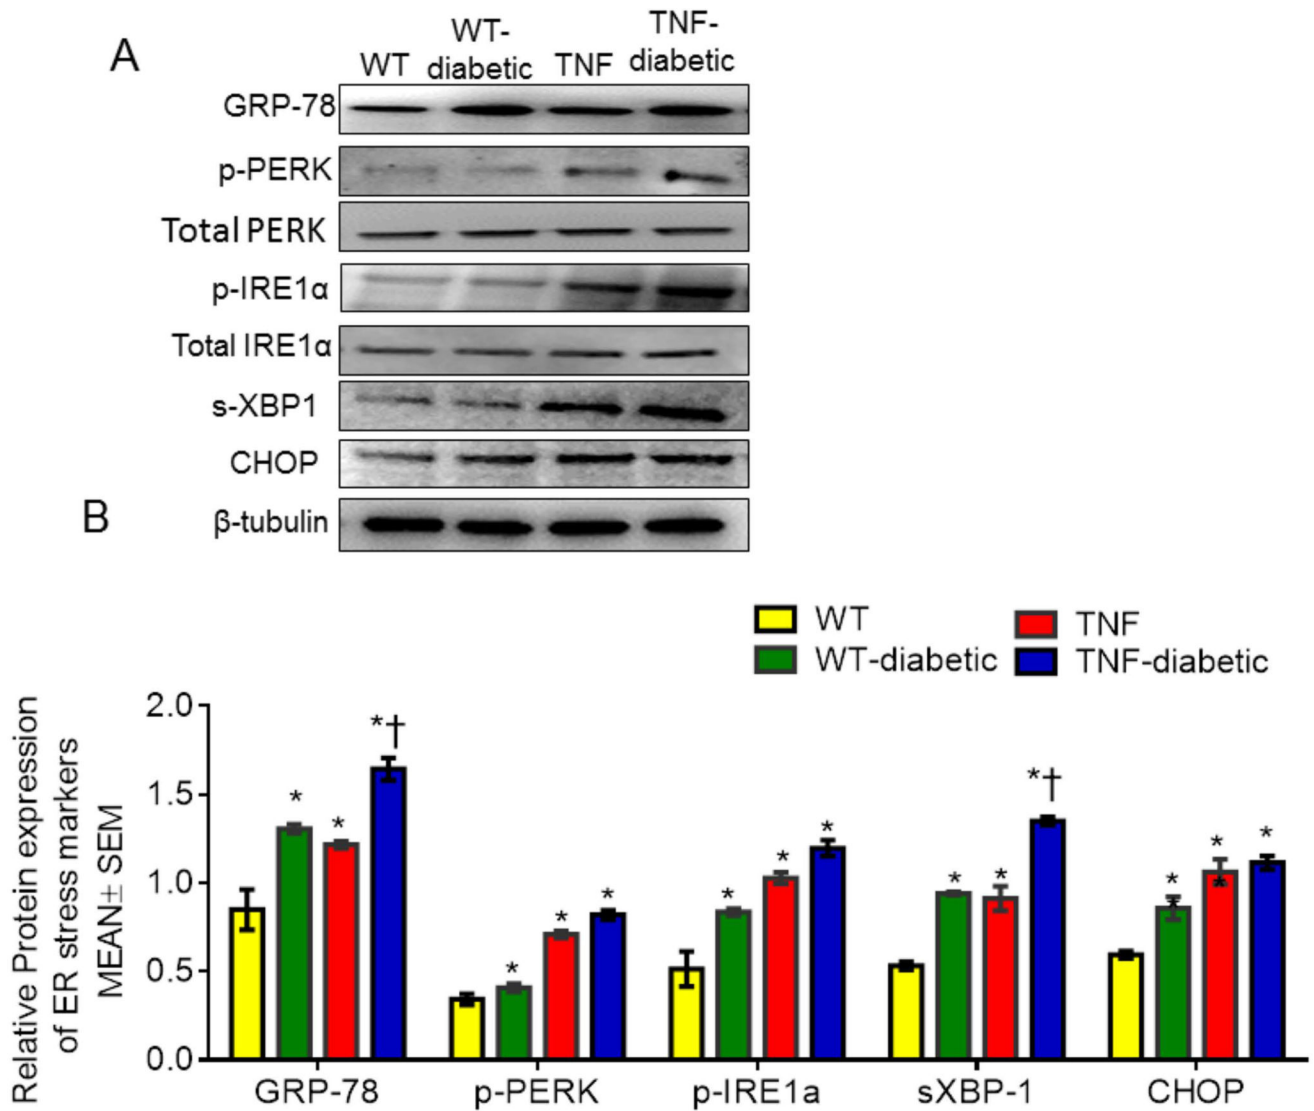 A
WT
WT-
diabetic
TNF
TNF-
diabetic
GRP-78
p-PERK
Total PERK
p-IRE1α
Total IRE1α
s-XBP1
CHOP
β-tubulin
B
WT
TNF
WT-diabetic
TNF-diabetic
Relative Protein expression
of ER stress markers
MEAN± SEM
2.0
1.5
1.0
0.5
0.0
*
*
*†
*
*
*
*
*
*
*
*
*†
*
*
*
*
*
GRP-78
p-PERK
p-IRE1a
sXBP-1
CHOP